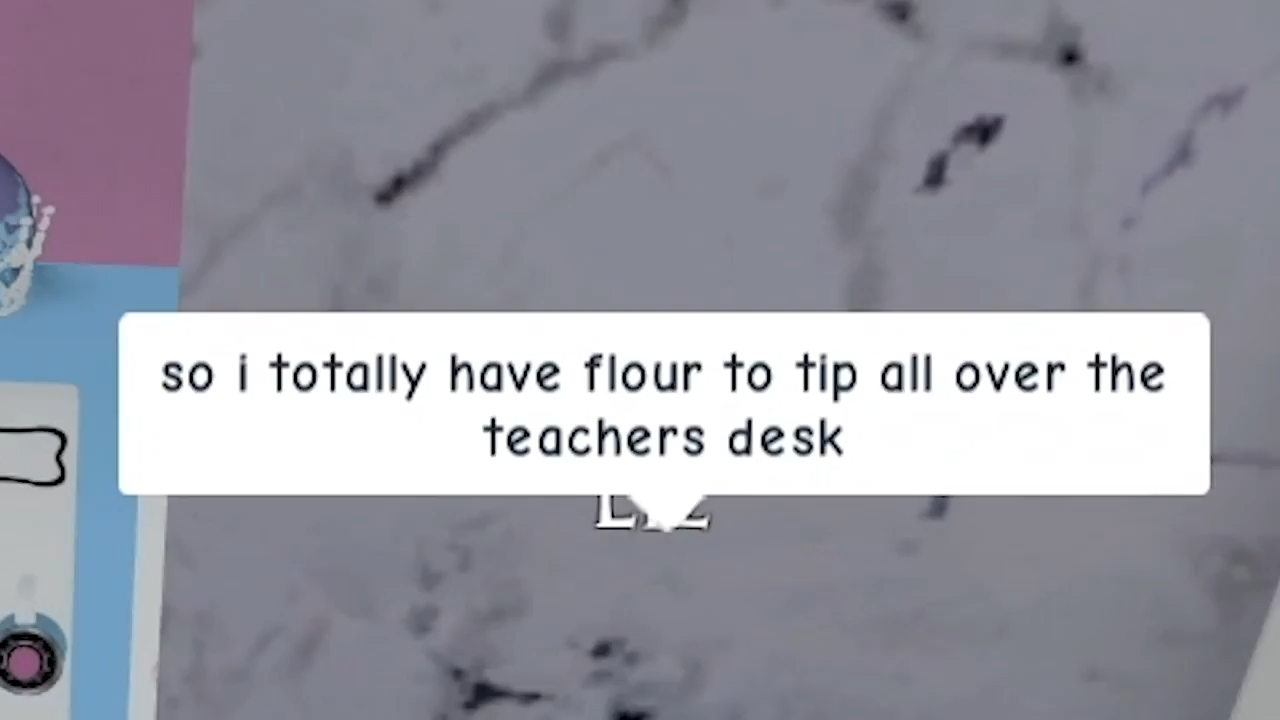 so i totally have flour to tip all over the
teachers desk